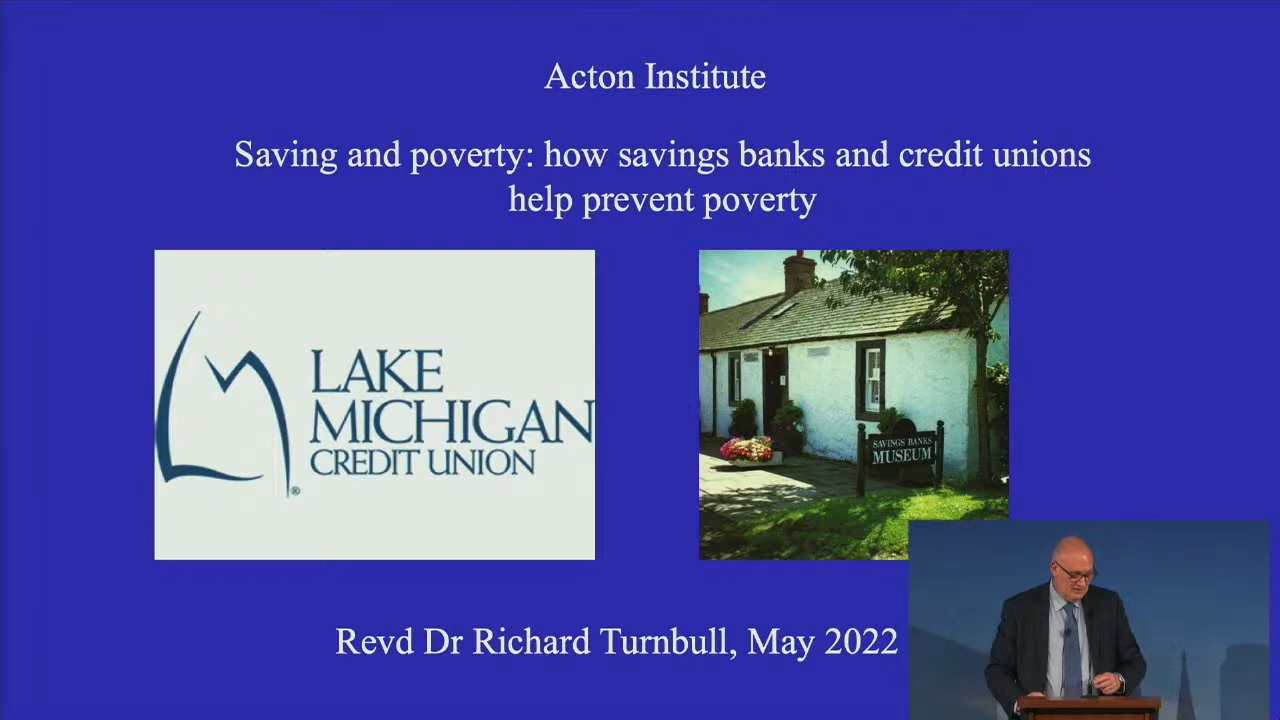 Acton Institute
Saving and poverty: how savings banks and credit unions
help prevent poverty
LAKE
MICHIGAN
CREDIT UNION
®
SAVINGS BANKS
MUSEUM
Revd Dr Richard Turnbull, May 2022